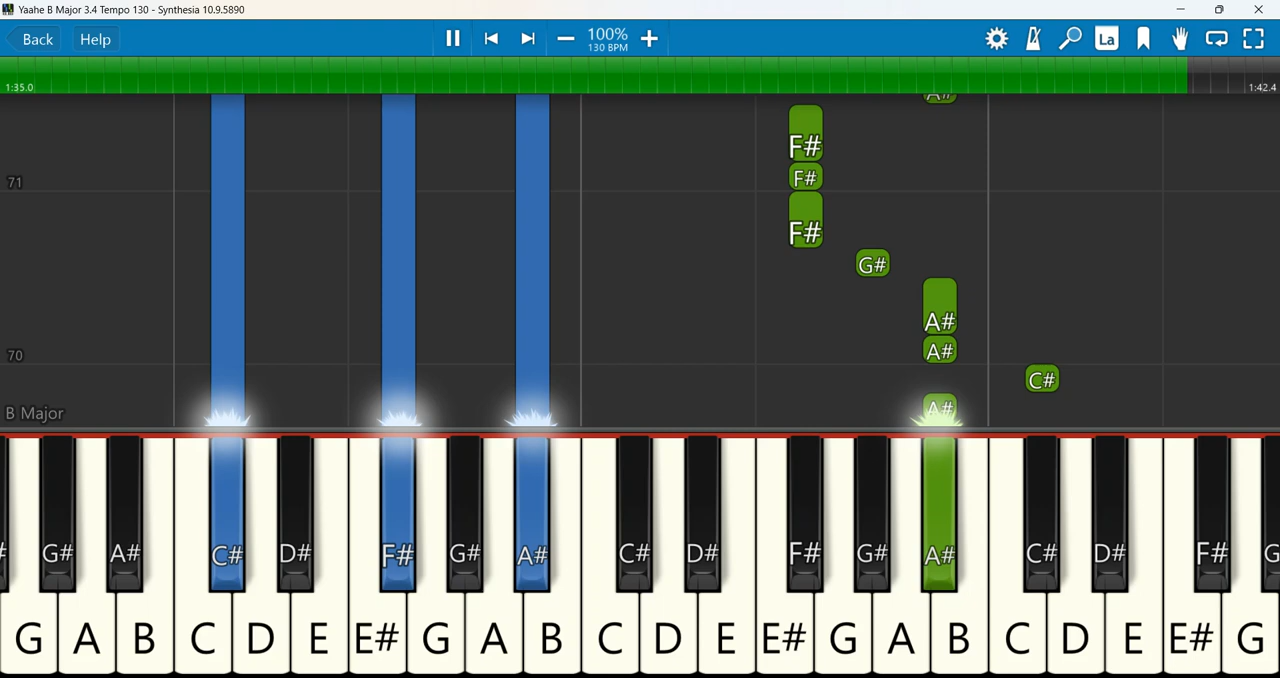 Yaahe B Major 3.4 Tempo 130 - Synthesia 10.9.5890
Back Help 100% La
130 BPM
1:35.0 1:42.4
A#
F#
71 F#
F#
G#
A#
70 A#
C#
B Major A#
G# A# C# D# F# G# A# C# D# F# G# A# C# D# F#
G A B C D E E# G A B C D E E# G A B C D E E# G